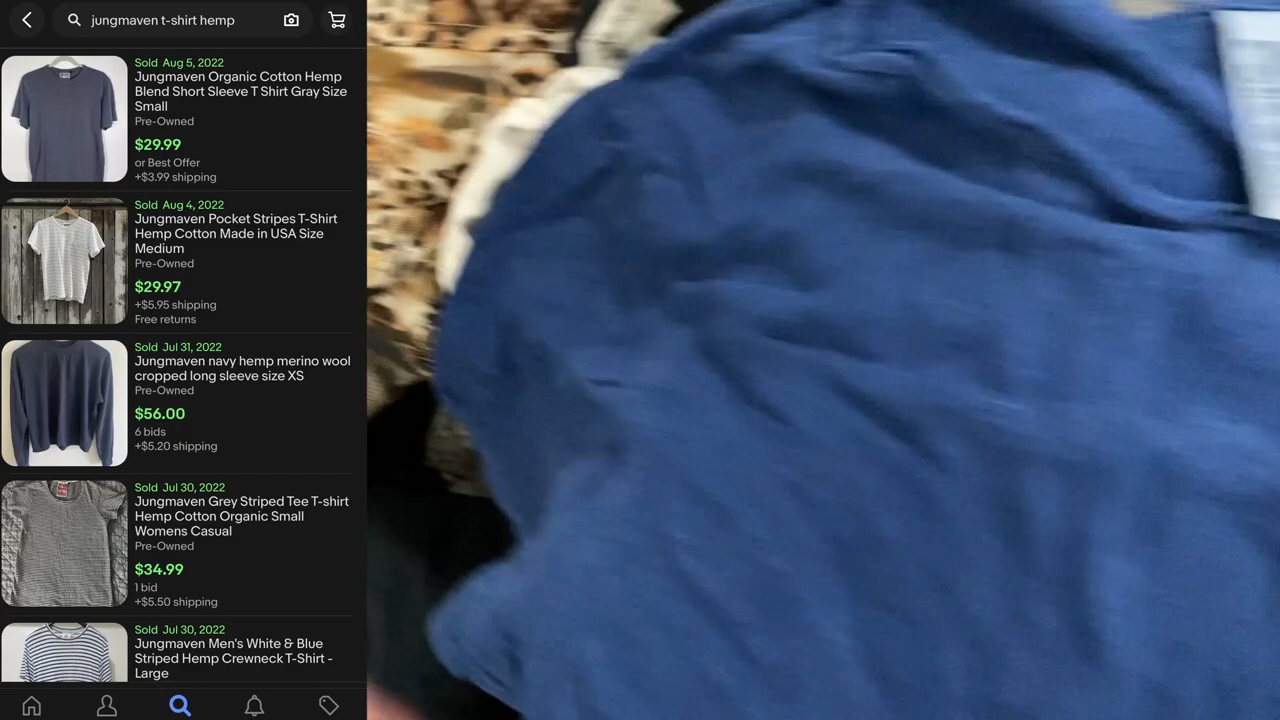 jungmaven t-shirt hemp
Sold Aug 5, 2022
Jungmaven Organic Cotton Hemp
Blend Short Sleeve T Shirt Gray Size
Small
Pre-Owned
$29.99
or Best Offer
+$3.99 shipping
Sold Aug 4, 2022
Jungmaven Pocket Stripes T-Shirt
Hemp Cotton Made in USA Size
Medium
Pre-Owned
$29.97
+$5.95 shipping
Free returns
Sold Jul 31, 2022
Jungmaven navy hemp merino wool
cropped long sleeve size XS
Pre-Owned
$56.00
6 bids
+$5.20 shipping
Sold Jul 30, 2022
Jungmaven Grey Striped Tee T-shirt
Hemp Cotton Organic Small
Womens Casual
Pre-Owned
$34.99
1 bid
+$5.50 shipping
Sold Jul 30, 2022
Jungmaven Men's White & Blue
Striped Hemp Crewneck T-Shirt -
Large